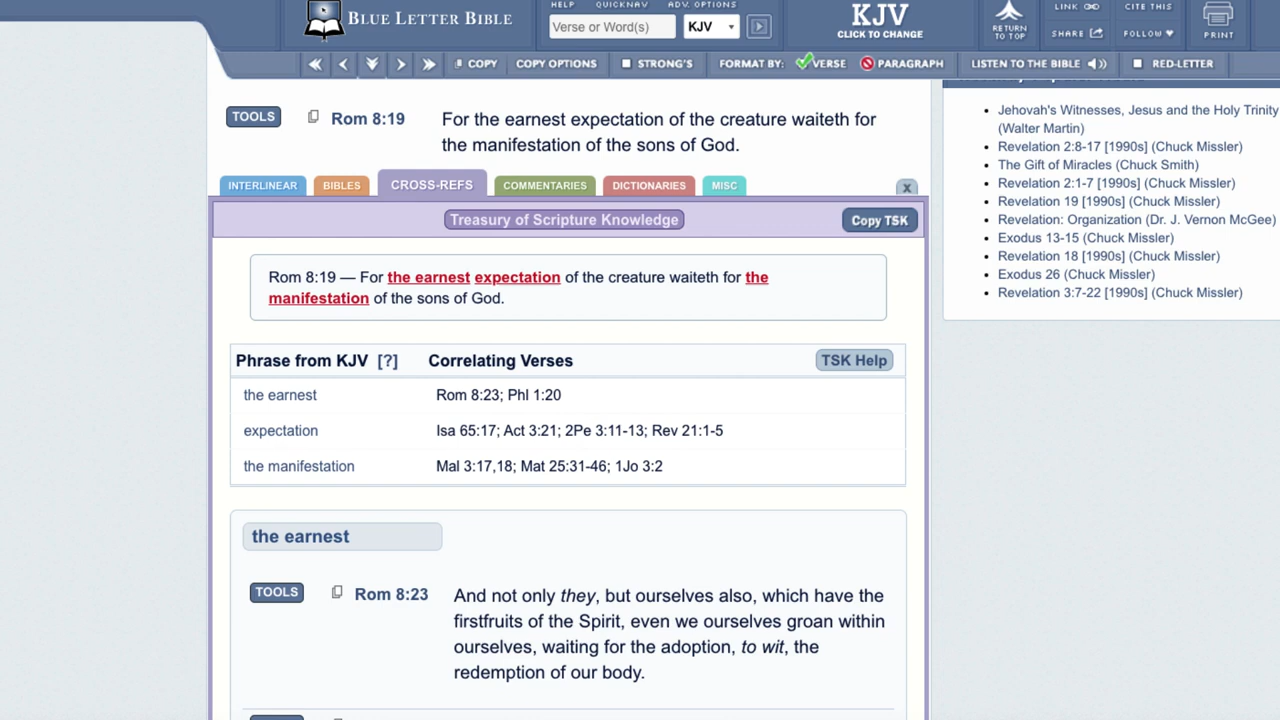 HELP QUICKNAV ADV. OPTIONS
BLUE LETTER BIBLE
Verse or Word(s)
KJV
KJV
CLICK TO CHANGE
RETURN
TO TOP
LINK
CITE THIS
SHARE
FOLLOW
PRINT
COPY COPY OPTIONS STRONG'S FORMAT BY: VERSE PARAGRAPH LISTEN TO THE BIBLE RED-LETTER
TOOLS Rom 8:19 For the earnest expectation of the creature waiteth for
the manifestation of the sons of God.
INTERLINEAR BIBLES CROSS-REFS COMMENTARIES DICTIONARIES MISC X
Treasury of Scripture Knowledge Copy TSK
Rom 8:19 — For the earnest expectation of the creature waiteth for the
manifestation of the sons of God.
Phrase from KJV [?] Correlating Verses TSK Help
the earnest Rom 8:23; Phl 1:20
expectation Isa 65:17; Act 3:21; 2Pe 3:11-13; Rev 21:1-5
the manifestation Mal 3:17,18; Mat 25:31-46; 1Jo 3:2
the earnest
TOOLS Rom 8:23 And not only they, but ourselves also, which have the
firstfruits of the Spirit, even we ourselves groan within
ourselves, waiting for the adoption, to wit, the
redemption of our body.
Jehovah's Witnesses, Jesus and the Holy Trinity
(Walter Martin)
Revelation 2:8-17 [1990s] (Chuck Missler)
The Gift of Miracles (Chuck Smith)
Revelation 2:1-7 [1990s] (Chuck Missler)
Revelation 19 [1990s] (Chuck Missler)
Revelation: Organization (Dr. J. Vernon McGee)
Exodus 13-15 (Chuck Missler)
Revelation 18 [1990s] (Chuck Missler)
Exodus 26 (Chuck Missler)
Revelation 3:7-22 [1990s] (Chuck Missler)